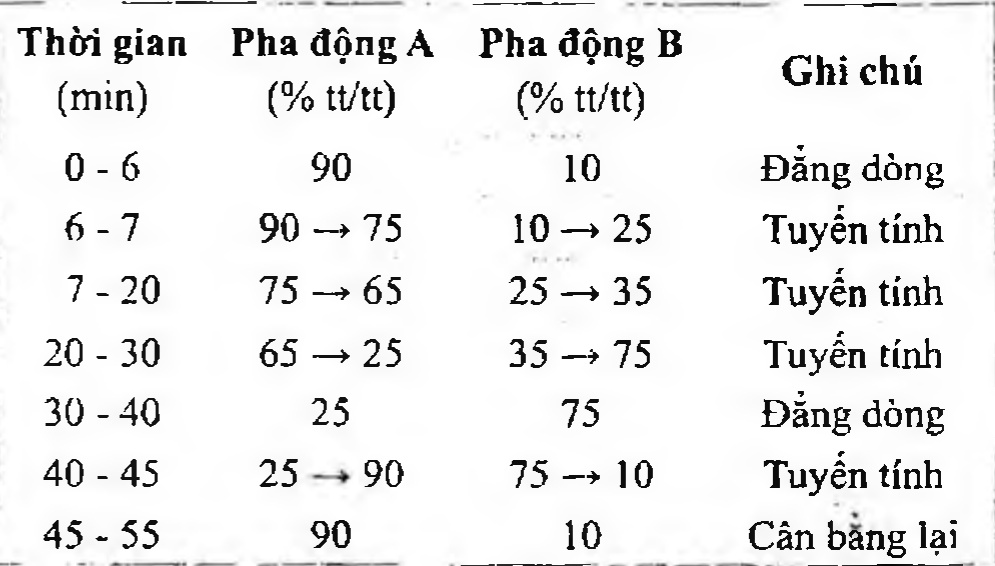 Thời gian Pha động A Pha động B Ghi chú
(min) (% tt/tt) (% tt/tt)
0 - 6 90 10 Đẳng dòng
6 - 7 90 → 75 10 → 25 Tuyến tính
7 - 20 75 → 65 25 → 35 Tuyến tính
20 - 30 65 → 25 35 → 75 Tuyến tính
30 - 40 25 75 Đẳng dòng
40 - 45 25 → 90 75 → 10 Tuyến tính
45 - 55 90 10 Cân bằng lại